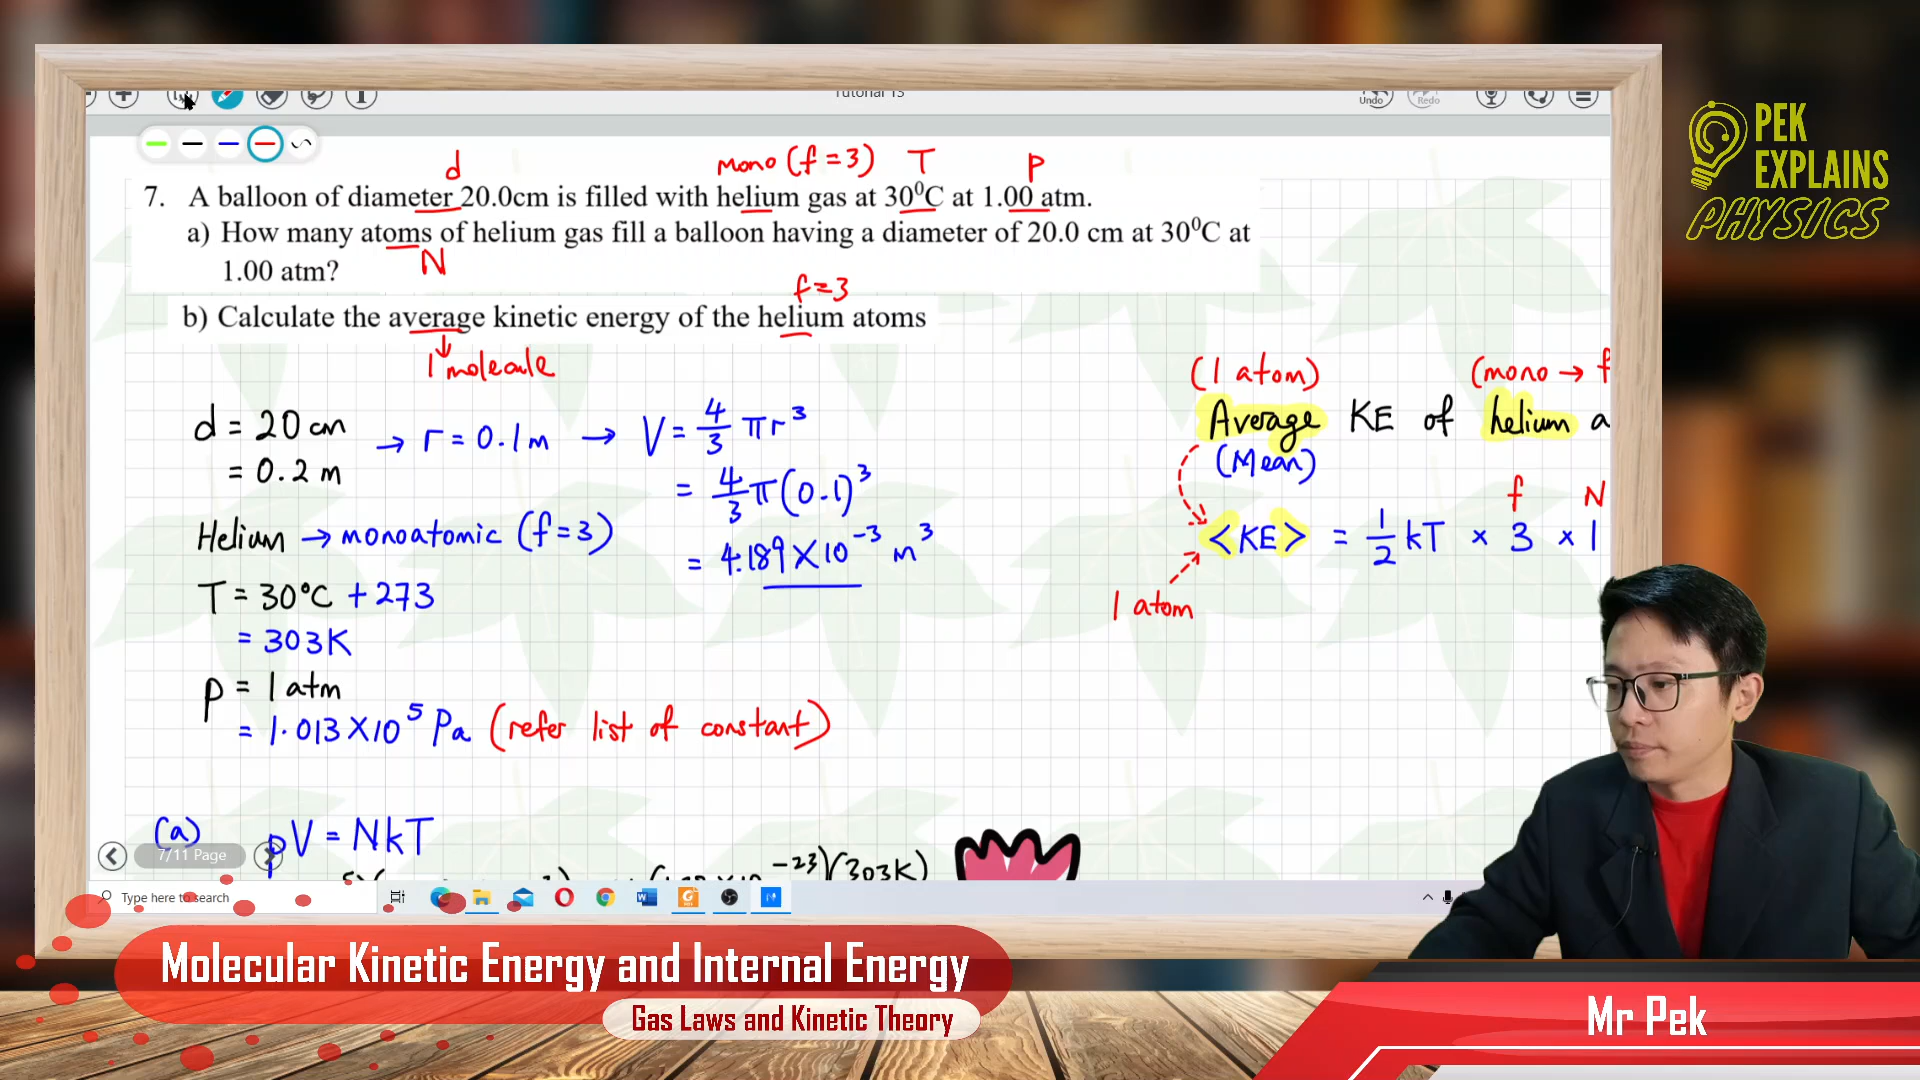 Tutorial 13
Undo Redo
d mono (f = 3) T P
7. A balloon of diameter 20.0cm is filled with helium gas at 30⁰C at 1.00 atm.
a) How many atoms of helium gas fill a balloon having a diameter of 20.0 cm at 30⁰C at
1.00 atm?
N
f=3
b) Calculate the average kinetic energy of the helium atoms
1 molecule
d = 20 cm
= 0.2 m
→ r = 0.1 m → V = 4/3 πr³
= 4/3 π(0.1)³
= 4.189 × 10⁻³ m³
Helium → monoatomic (f=3)
T = 30°C + 273
= 303K
P = 1 atm
= 1.013 × 10⁵ Pa (refer list of constant)
(a) pV = NkT
⁻²³)(303K)
(1 atom) (mono → f
Average KE of helium a
(Mean)
f N
<KE> = 1/2 kT × 3 × 1
1 atom
7/11 Page
Type here to search
PEK
EXPLAINS
PHYSICS
Molecular Kinetic Energy and Internal Energy
Gas Laws and Kinetic Theory
Mr Pek